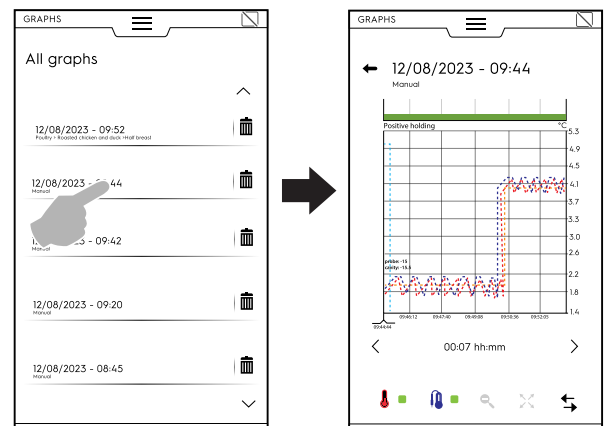 GRAPHS
All graphs
12/08/2023 - 09:52
Poultry > Roasted chicken and duck >Half breast
12/08/2023 - 44
Manual
- 09:42
Manual
12/08/2023 - 09:20
Manual
12/08/2023 - 08:45
Manual
GRAPHS
12/08/2023 - 09:44
Manual
Positive holding
°C
5.3
4.9
4.5
4.1
3.7
3.3
3.0
2.6
2.2
1.8
1.4
probe: -15
cavity: -15.5
09:44:44
09:46:12
09:47:40
09:49:08
09:50:36
09:52:05
00:07 hh:mm